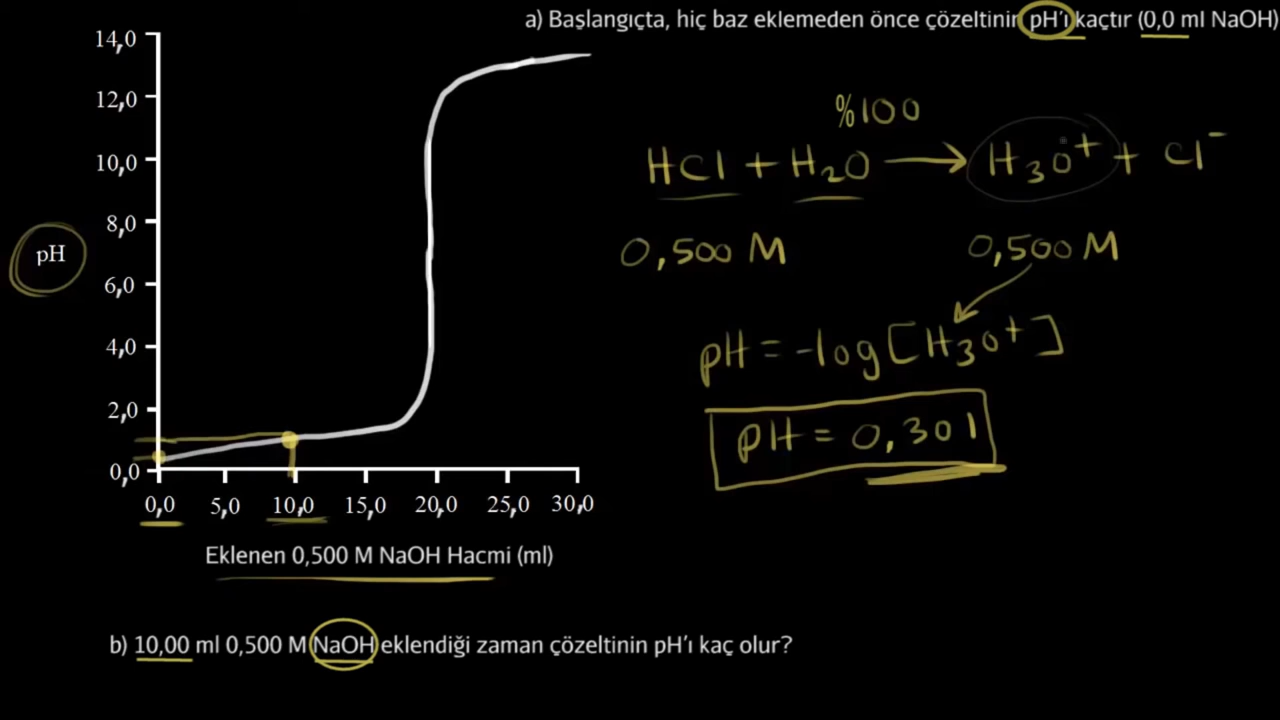 a) Başlangıçta, hiç baz eklemeden önce çözeltinin pH'ı kaçtır (0,0 ml NaOH)
%100
HCl + H₂O → H₃O⁺ + Cl⁻
0,500 M 0,500 M
pH = -log [H₃O⁺]
pH = 0,301
14,0
12,0
10,0
8,0
6,0
4,0
2,0
0,0
pH
0,0 5,0 10,0 15,0 20,0 25,0 30,0
Eklenen 0,500 M NaOH Hacmi (ml)
b) 10,00 ml 0,500 M NaOH eklendiği zaman çözeltinin pH'ı kaç olur?